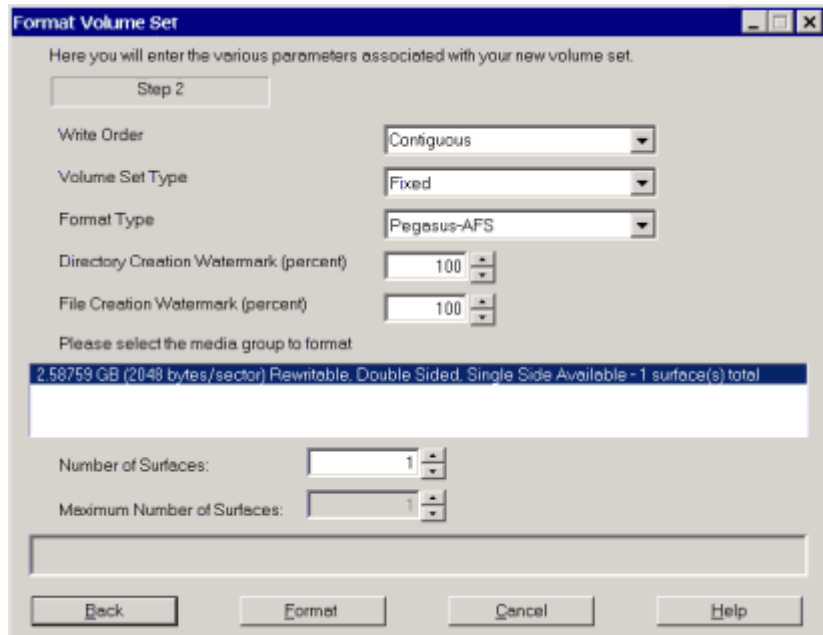 Format Volume Set
Here you will enter the various parameters associated with your new volume set.
Step 2
Write Order
Contiguous
Volume Set Type
Fixed
Format Type
Pegasus-AFS
Directory Creation Watermark (percent)
100
File Creation Watermark (percent)
100
Please select the media group to format
2.58759 GB (2048 bytes/sector) Rewritable, Double Sided, Single Side Available - 1 surface(s) total
Number of Surfaces:
1
Maximum Number of Surfaces:
1
Back Format Cancel Help